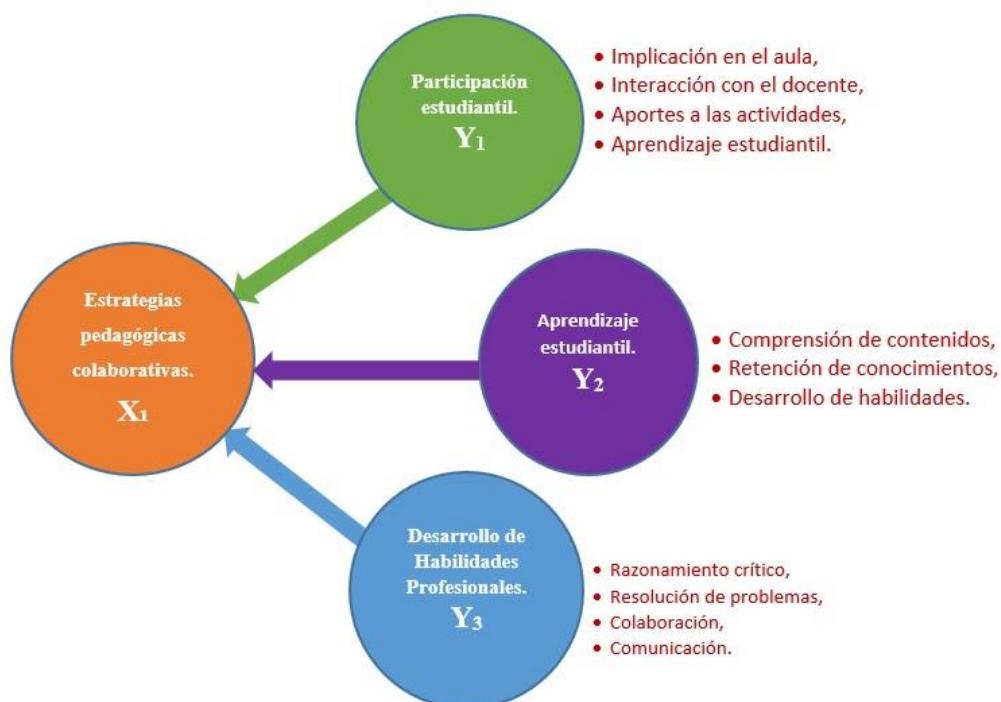 Participación
estudiantil.
Y₁
• Implicación en el aula,
• Interacción con el docente,
• Aportes a las actividades,
• Aprendizaje estudiantil.
Estrategias
pedagógicas
colaborativas.
X₁
Aprendizaje
estudiantil.
Y₂
• Comprensión de contenidos,
• Retención de conocimientos,
• Desarrollo de habilidades.
Desarrollo de
Habilidades
Profesionales.
Y₃
• Razonamiento crítico,
• Resolución de problemas,
• Colaboración,
• Comunicación.